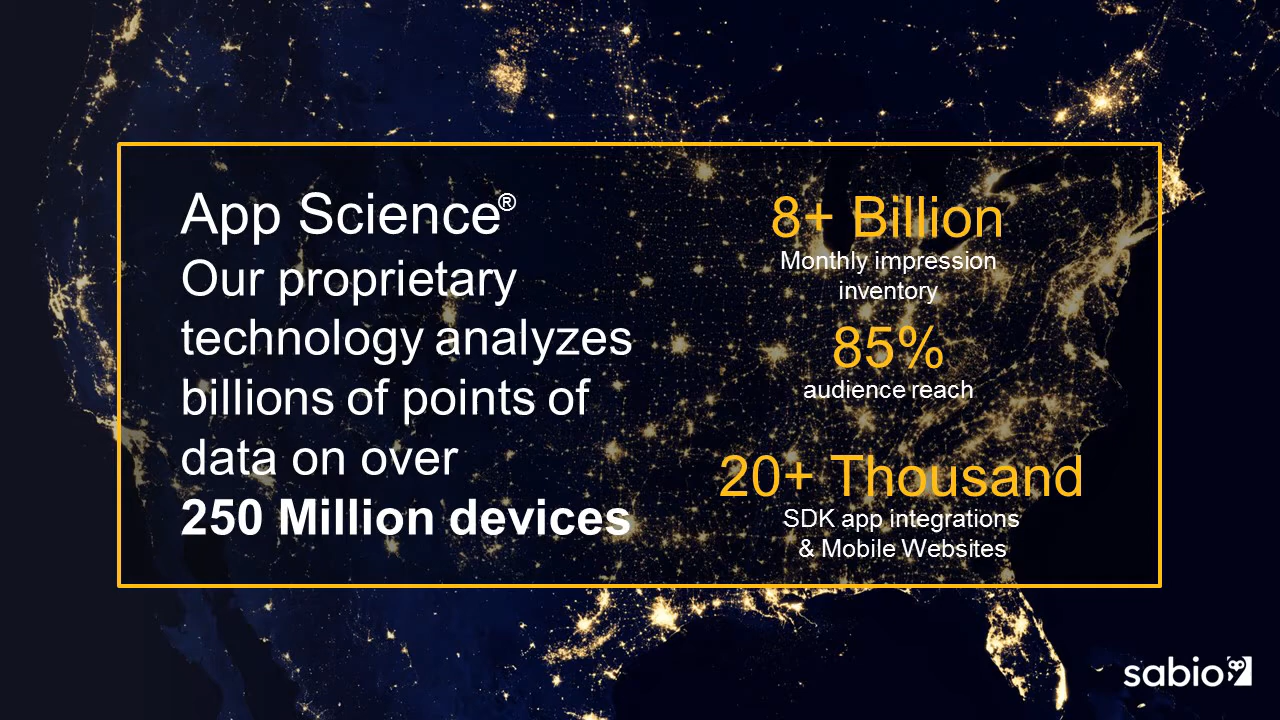 App Science®
Our proprietary
technology analyzes
billions of points of
data on over
250 Million devices
8+ Billion
Monthly impression
inventory
85%
audience reach
20+ Thousand
SDK app integrations
& Mobile Websites
sabio